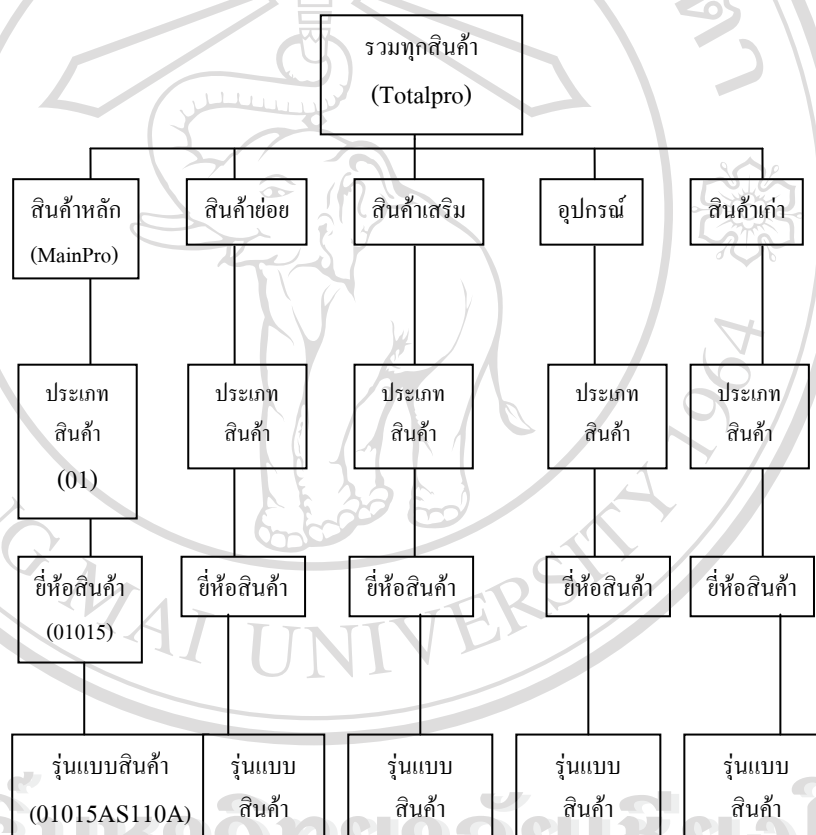 รวมทุกสินค้า
(Totalpro)
สินค้าหลัก
(MainPro)
สินค้าย่อย
สินค้าเสริม
อุปกรณ์
สินค้าเก่า
ประเภท
สินค้า
(01)
ประเภท
สินค้า
ประเภท
สินค้า
ประเภท
สินค้า
ประเภท
สินค้า
ยี่ห้อสินค้า
(01015)
ยี่ห้อสินค้า
ยี่ห้อสินค้า
ยี่ห้อสินค้า
ยี่ห้อสินค้า
รุ่นแบบสินค้า
(01015AS110A)
รุ่นแบบ
สินค้า
รุ่นแบบ
สินค้า
รุ่นแบบ
สินค้า
รุ่นแบบ
สินค้า
G MAI UNIVERSITY 1964